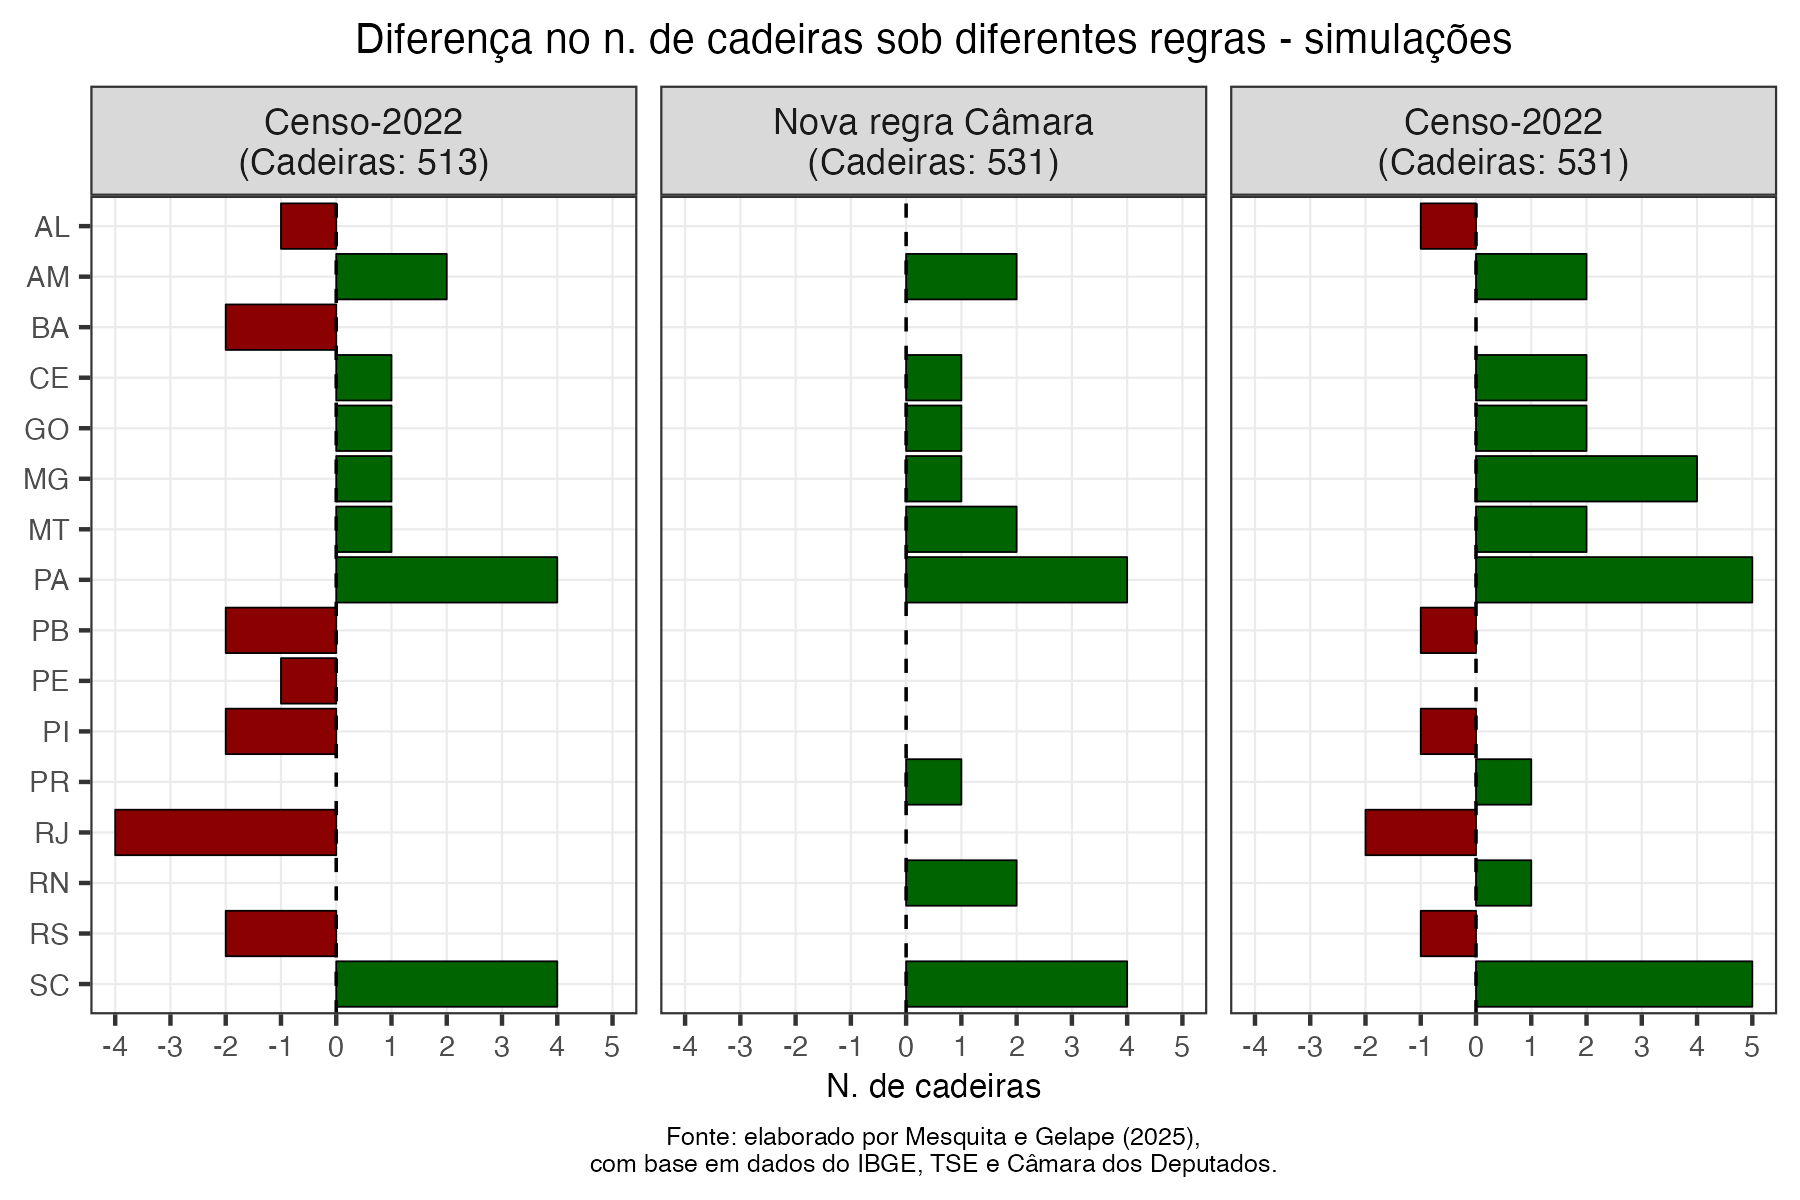 Diferença no n. de cadeiras sob diferentes regras - simulações
Censo-2022
(Cadeiras: 513)
Nova regra Câmara
(Cadeiras: 531)
Censo-2022
(Cadeiras: 531)
AL
AM
BA
CE
GO
MG
MT
PA
PB
PE
PI
PR
RJ
RN
RS
SC
-4 -3 -2 -1 0 1 2 3 4 5
-4 -3 -2 -1 0 1 2 3 4 5
-4 -3 -2 -1 0 1 2 3 4 5
N. de cadeiras
Fonte: elaborado por Mesquita e Gelape (2025),
com base em dados do IBGE, TSE e Câmara dos Deputados.